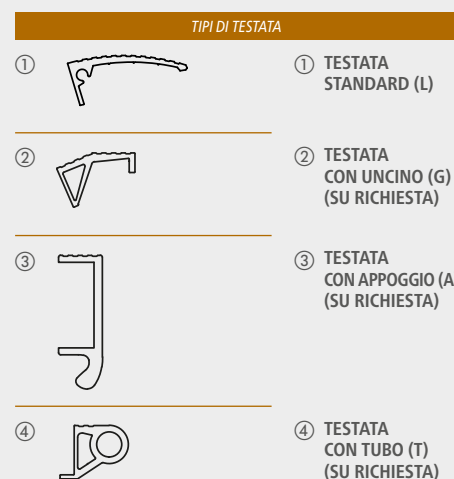 TIPI DI TESTATA
① ① TESTATA
STANDARD (L)
② ② TESTATA
CON UNCINO (G)
(SU RICHIESTA)
③ ③ TESTATA
CON APPOGGIO (A
(SU RICHIESTA)
④ ④ TESTATA
CON TUBO (T)
(SU RICHIESTA)